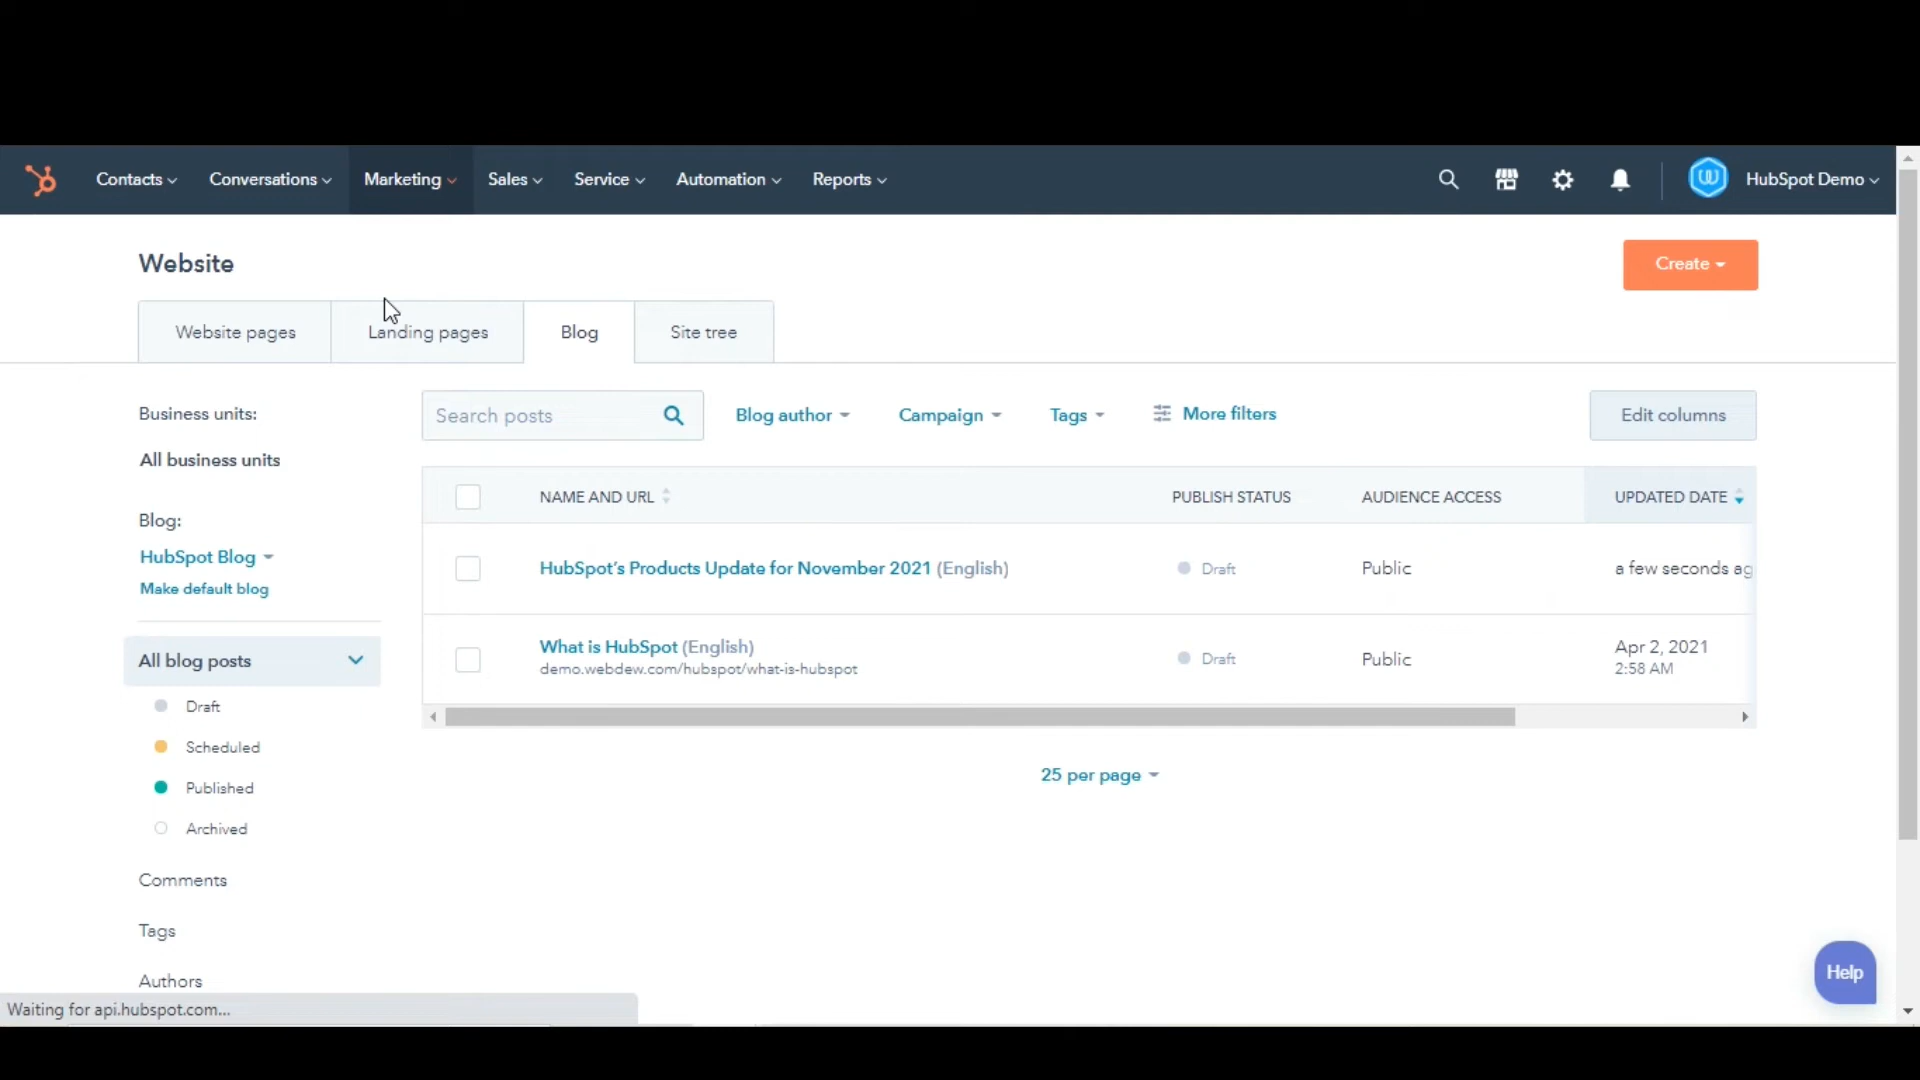 Contacts Conversations Marketing Sales Service Automation Reports HubSpot Demo
Website
Create
Website pages Landing pages Blog Site tree
Business units:
All business units
Blog:
HubSpot Blog
Make default blog
All blog posts
Draft
Scheduled
Published
Archived
Comments
Tags
Authors
Search posts Blog author Campaign Tags More filters Edit columns
NAME AND URL PUBLISH STATUS AUDIENCE ACCESS UPDATED DATE
HubSpot's Products Update for November 2021 (English) Draft Public a few seconds ag
What is HubSpot (English) Draft Public Apr 2, 2021
demo.webdew.com/hubspot/what-is-hubspot 2:58 AM
25 per page
Help
Waiting for api.hubspot.com...